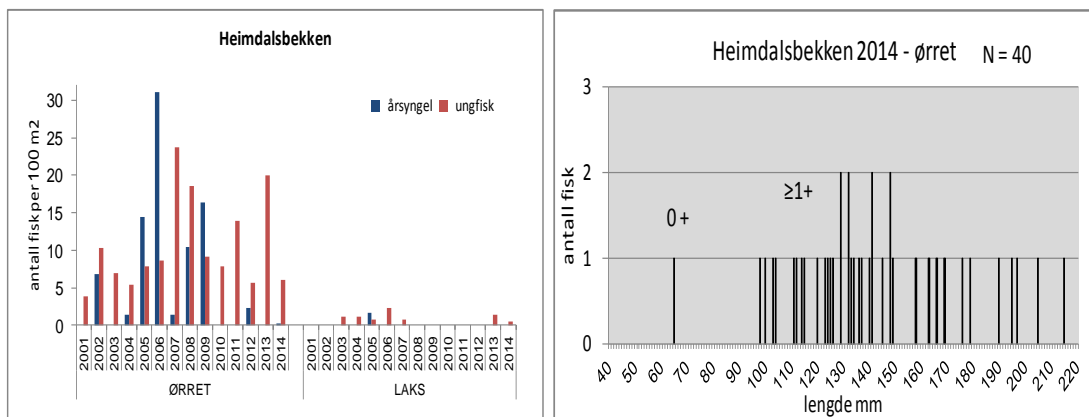 Heimdalsbekken
antall fisk per 100 m2
30
25
20
15
10
5
0
årsyngel
ungfisk
2001 2002 2003 2004 2005 2006 2007 2008 2009 2010 2011 2012 2013 2014 2001 2002 2003 2004 2005 2006 2007 2008 2009 2010 2011 2012 2013 2014
ØRRET LAKS
Heimdalsbekken 2014 - ørret N = 40
antall fisk
3
2
1
0
0+
≥1+
40 50 60 70 80 90 100 110 120 130 140 150 160 170 180 190 200 210 220
lengde mm